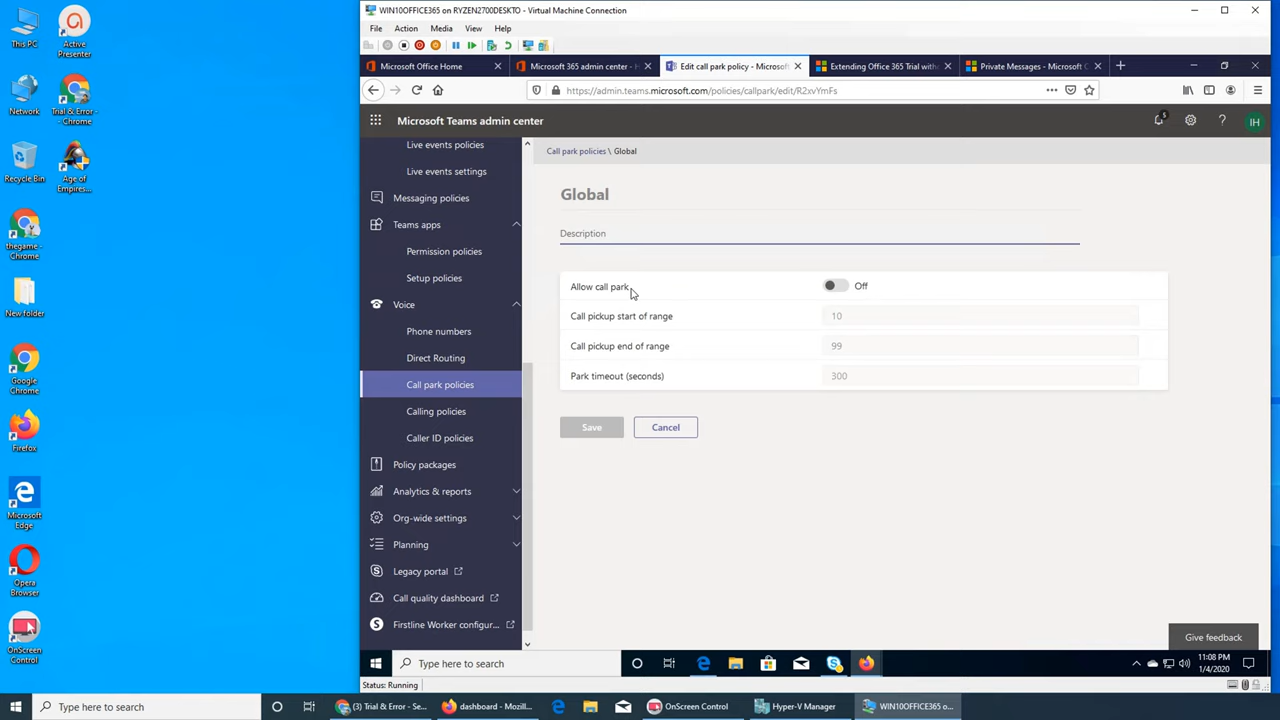 This PC
Active
Presenter
Network
Trial & Error
- Chrome
Recycle Bin
Age of
Empires...
thegame -
Chrome
New folder
Google
Chrome
Firefox
Microsoft
Edge
Opera
Browser
OnScreen
Control
WIN10OFFICE365 on RYZEN2700DESKTO - Virtual Machine Connection
File Action Media View Help
Microsoft Office Home
Microsoft 365 admin center - H
Edit call park policy - Microsoft
Extending Office 365 Trial with
Private Messages - Microsoft C
https://admin.teams.microsoft.com/policies/callpark/edit/R2xvYmFs
Microsoft Teams admin center
5
IH
Live events policies
Live events settings
Messaging policies
Teams apps
Permission policies
Setup policies
Voice
Phone numbers
Direct Routing
Call park policies
Calling policies
Caller ID policies
Policy packages
Analytics & reports
Org-wide settings
Planning
Legacy portal
Call quality dashboard
Firstline Worker configur...
Call park policies \ Global
Global
Description
Allow call park Off
Call pickup start of range 10
Call pickup end of range 99
Park timeout (seconds) 300
Save Cancel
Give feedback
Type here to search
11:08 PM
1/4/2020
Status: Running
Type here to search
(3) Trial & Error - Se...
dashboard - Mozill...
OnScreen Control
Hyper-V Manager
WIN10OFFICE365 o...